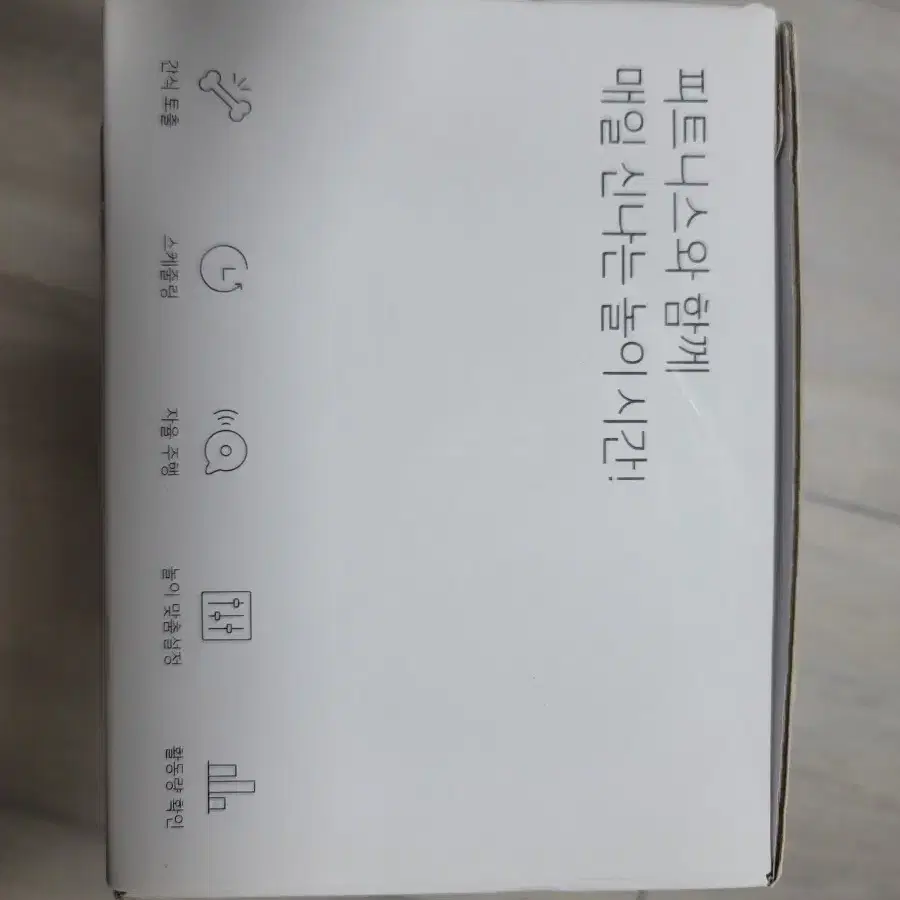 피트니스와 함께
매일 신나는 놀이 시간!
간식 토출
스케줄링
자율 주행
놀이 맞춤설정
활동량 확인